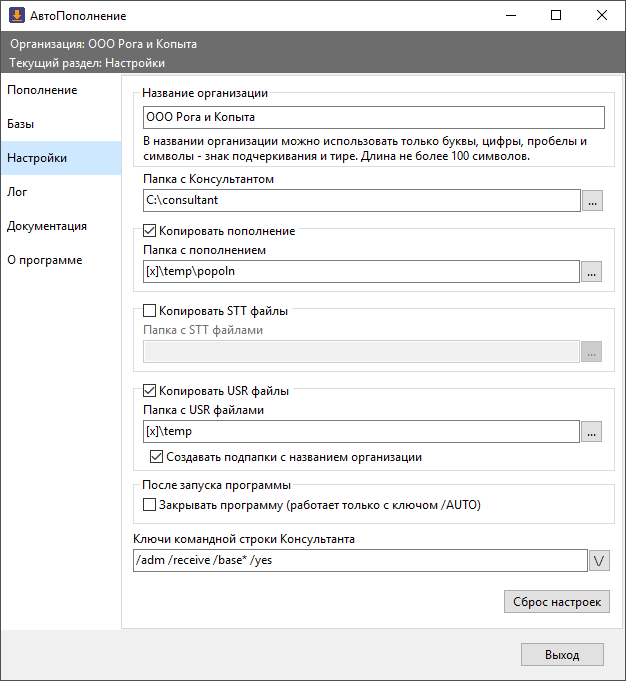 АвтоПополнение
Организация: ООО Рога и Копыта
Текущий раздел: Настройки
Пополнение
Базы
Настройки
Лог
Документация
О программе
Название организации
ООО Рога и Копыта
В названии организации можно использовать только буквы, цифры, пробелы и
символы - знак подчеркивания и тире. Длина не более 100 символов.
Папка с Консультантом
C:\consultant
...
Копировать пополнение
Папка с пополнением
[x]\temp\popoln
...
Копировать STT файлы
Папка с STT файлами
...
Копировать USR файлы
Папка с USR файлами
[x]\temp
...
Создавать подпапки с названием организации
После запуска программы
Закрывать программу (работает только с ключом /AUTO)
Ключи командной строки Консультанта
/adm /receive /base* /yes
\/
Сброс настроек
Выход